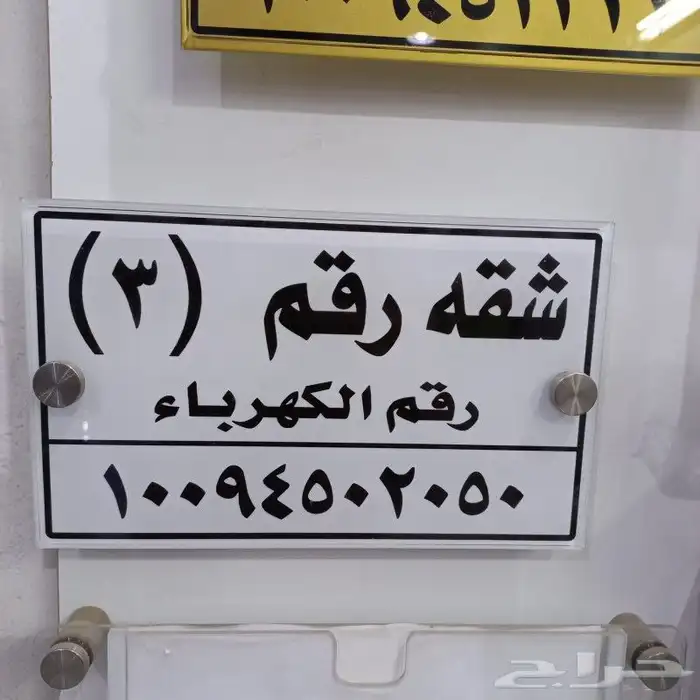 شقه رقم (٣)
رقم الكهرباء
١٠٠٩٤٥٠٢٠٥٠
حراج